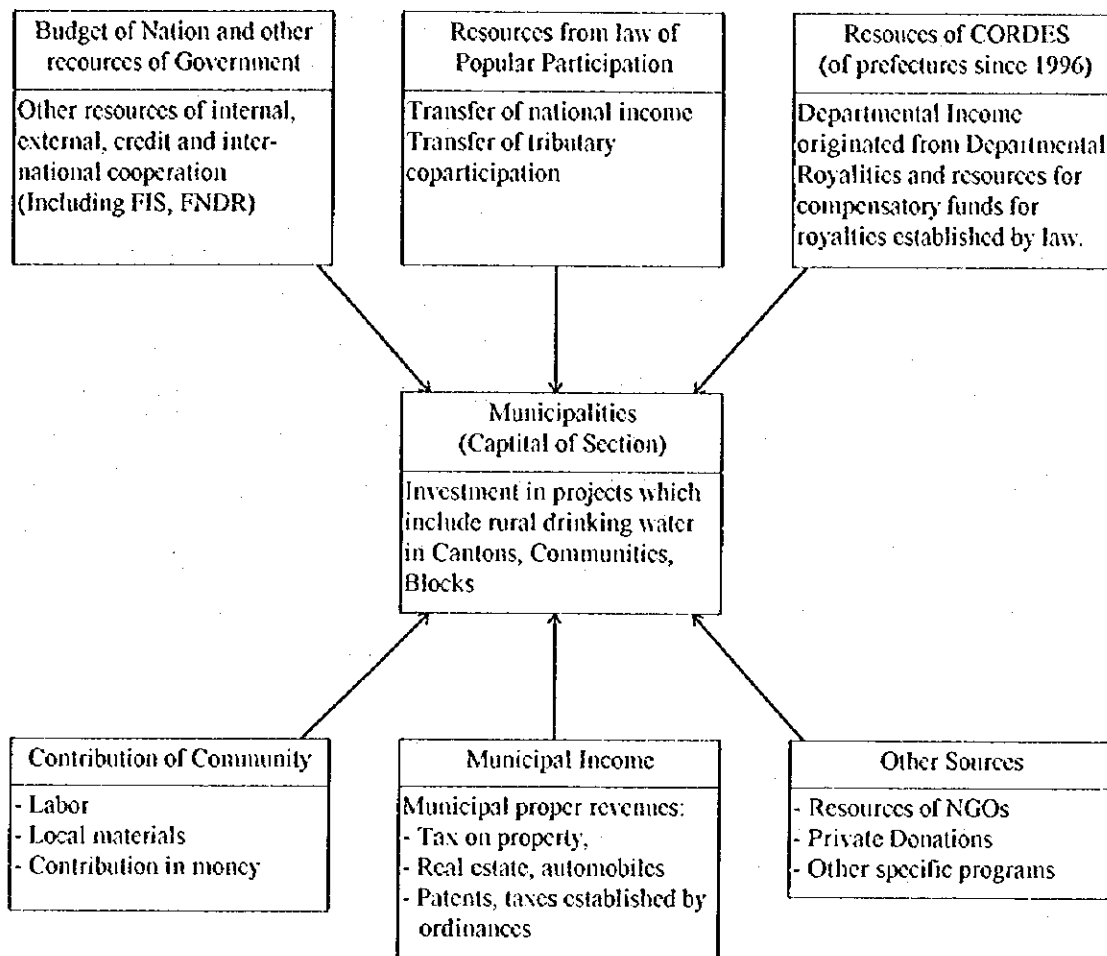 Budget of Nation and other
recources of Government
Other resources of internal,
external, credit and inter-
national cooperation
(Including FIS, FNDR)
Resources from law of
Popular Participation
Transfer of national income
Transfer of tributary
coparticipation
Resouces of CORDES
(of prefectures since 1996)
Departmental Income
originated from Departmental
Royalitics and resources for
compensatory funds for
royalties established by law.
Municipalities
(Captital of Section)
Investment in projects which
include rural drinking water
in Cantons, Communities,
Blocks
Contribution of Community
- Labor
- Local materials
- Contribution in money
Municipal Income
Municipal proper revenues:
- Tax on property,
- Real estate, automobiles
- Patents, taxes established by
ordinances
Other Sources
- Resources of NGOs
- Private Donations
- Other specific programs